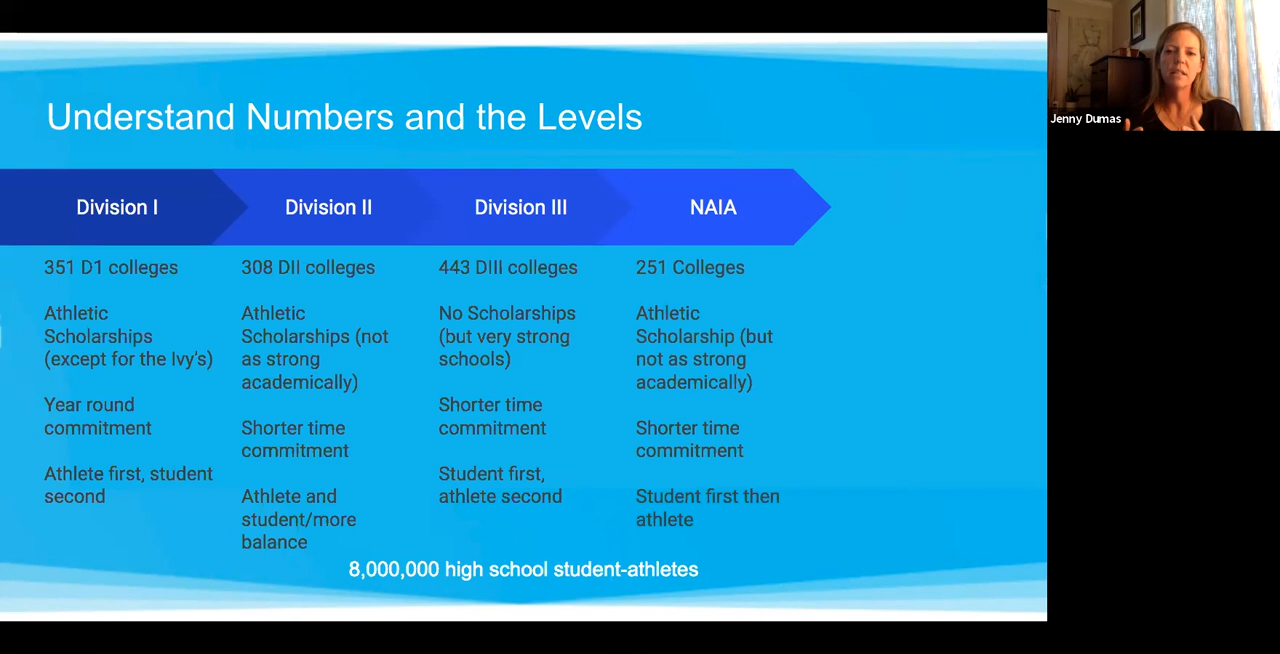 Understand Numbers and the Levels
Division I
Division II
Division III
NAIA
351 D1 colleges
Athletic
Scholarships
(except for the Ivy's)
Year round
commitment
Athlete first, student
second
308 DII colleges
Athletic
Scholarships (not
as strong
academically)
Shorter time
commitment
Athlete and
student/more
balance
443 DIII colleges
No Scholarships
(but very strong
schools)
Shorter time
commitment
Student first,
athlete second
251 Colleges
Athletic
Scholarship (but
not as strong
academically)
Shorter time
commitment
Student first then
athlete
8,000,000 high school student-athletes
Jenny Dumas